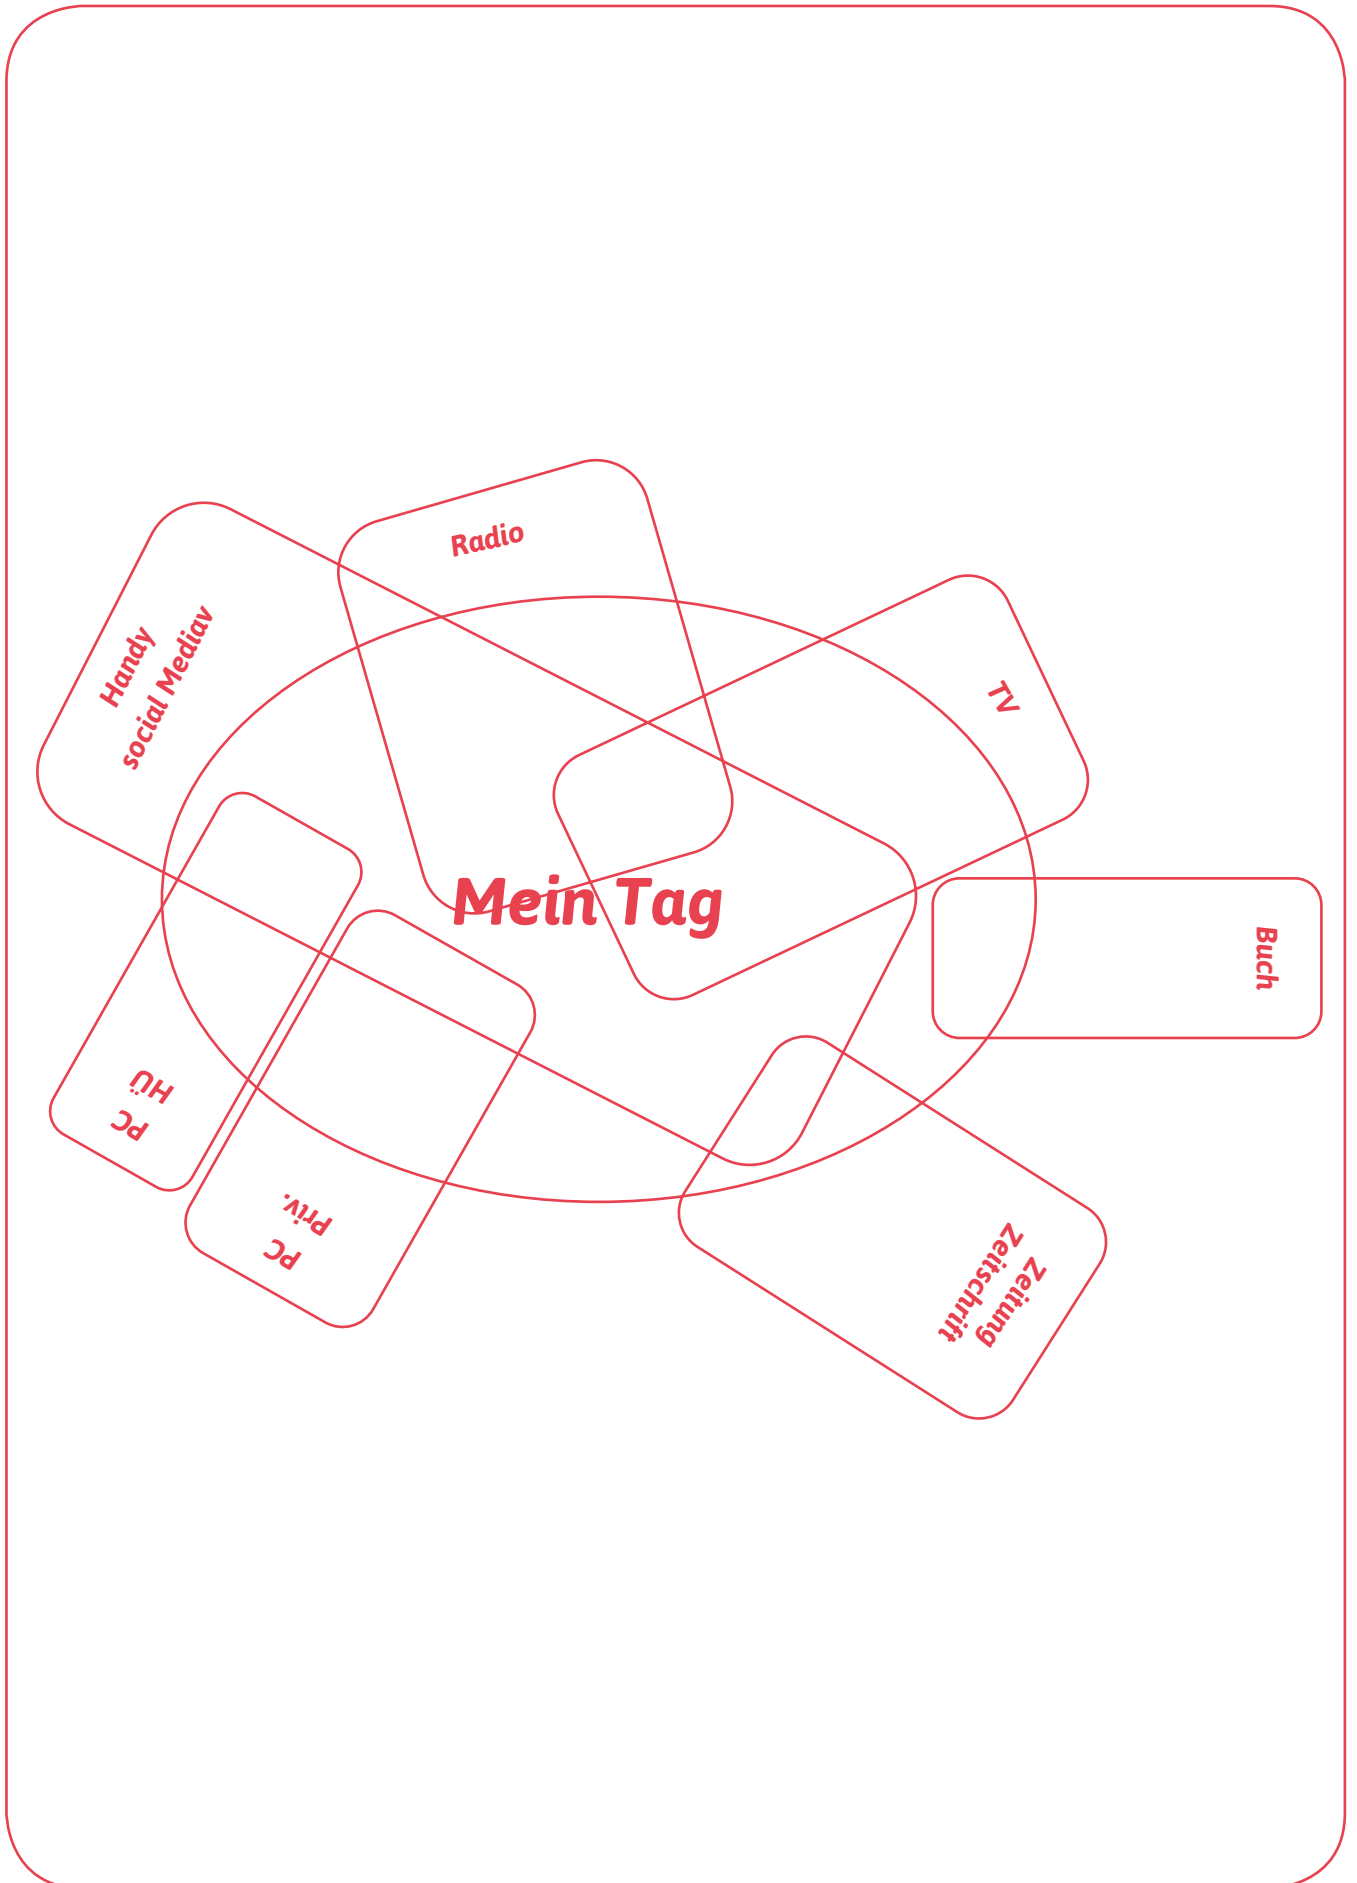 Radio
Handy
social Mediav
TV
Mein Tag
Buch
PC
HÜ
PC
Priv.
Zeitung
Zeitschrift